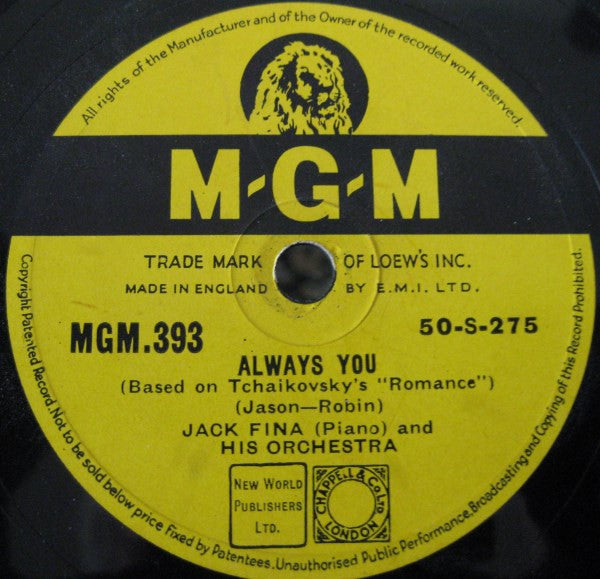 All rights of the Manufacturer and of the Owner of the recorded work reserved.
M-G-M
TRADE MARK OF LOEW'S INC.
MADE IN ENGLAND BY E.M.I. LTD.
MGM.393 50-S-275
ALWAYS YOU
(Based on Tchaikovsky's "Romance")
(Jason—Robin)
JACK FINA (Piano) and
HIS ORCHESTRA
NEW WORLD
PUBLISHERS
LTD.
CHAPPELL & CO LTD
LONDON
Copyright Patented Record. Not to be sold below price fixed by Patentees. Unauthorised Public Performance, Broadcasting and Copying of this Record Prohibited.